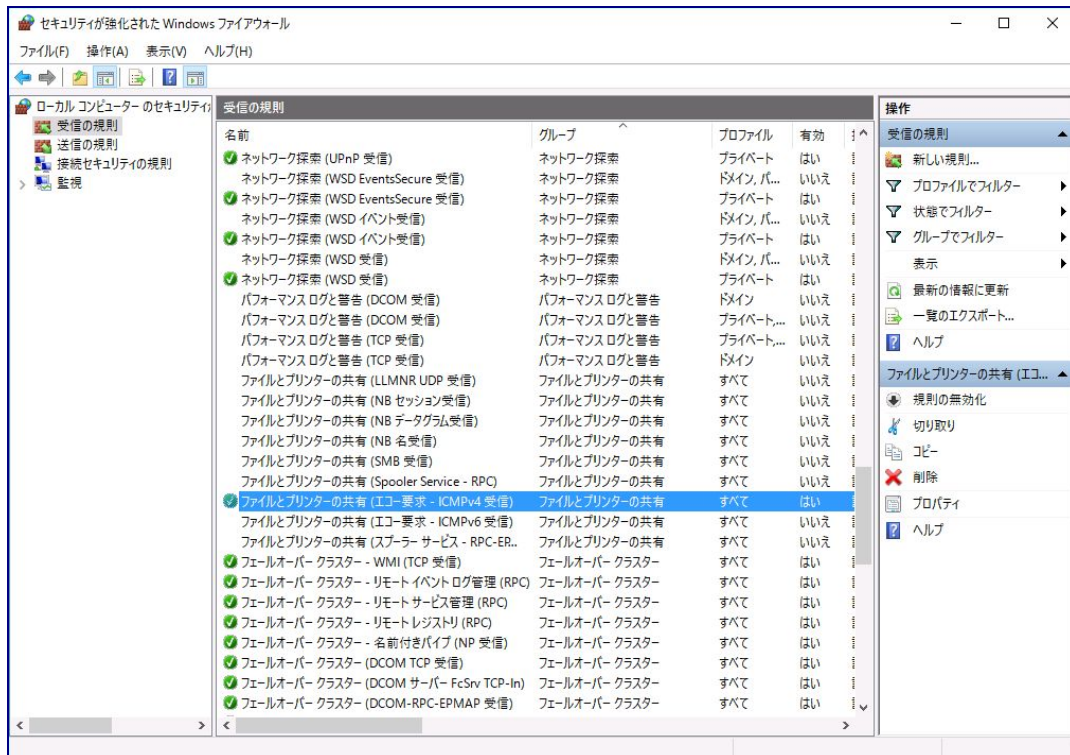 セキュリティが強化された Windows ファイアウォール
ファイル(F) 操作(A) 表示(V) ヘルプ(H)
ローカル コンピューター のセキュリティ
受信の規則
送信の規則
接続セキュリティの規則
監視
受信の規則
名前 グループ プロファイル 有効
ネットワーク探索 (UPnP 受信) ネットワーク探索 プライベート はい
ネットワーク探索 (WSD EventsSecure 受信) ネットワーク探索 ドメイン, パ... いいえ
ネットワーク探索 (WSD EventsSecure 受信) ネットワーク探索 プライベート はい
ネットワーク探索 (WSD イベント受信) ネットワーク探索 ドメイン, パ... いいえ
ネットワーク探索 (WSD イベント受信) ネットワーク探索 プライベート はい
ネットワーク探索 (WSD 受信) ネットワーク探索 ドメイン, パ... いいえ
ネットワーク探索 (WSD 受信) ネットワーク探索 プライベート はい
パフォーマンス ログと警告 (DCOM 受信) パフォーマンス ログと警告 ドメイン いいえ
パフォーマンス ログと警告 (DCOM 受信) パフォーマンス ログと警告 プライベート,... いいえ
パフォーマンス ログと警告 (TCP 受信) パフォーマンス ログと警告 プライベート,... いいえ
パフォーマンス ログと警告 (TCP 受信) パフォーマンス ログと警告 ドメイン いいえ
ファイルとプリンターの共有 (LLMNR UDP 受信) ファイルとプリンターの共有 すべて いいえ
ファイルとプリンターの共有 (NB セッション受信) ファイルとプリンターの共有 すべて いいえ
ファイルとプリンターの共有 (NB データグラム受信) ファイルとプリンターの共有 すべて いいえ
ファイルとプリンターの共有 (NB 名受信) ファイルとプリンターの共有 すべて いいえ
ファイルとプリンターの共有 (SMB 受信) ファイルとプリンターの共有 すべて いいえ
ファイルとプリンターの共有 (Spooler Service - RPC) ファイルとプリンターの共有 すべて いいえ
ファイルとプリンターの共有 (エコー要求 - ICMPv4 受信) ファイルとプリンターの共有 すべて はい
ファイルとプリンターの共有 (エコー要求 - ICMPv6 受信) ファイルとプリンターの共有 すべて いいえ
ファイルとプリンターの共有 (スプーラー サービス - RPC-EP... ファイルとプリンターの共有 すべて いいえ
フェールオーバー クラスター - WMI (TCP 受信) フェールオーバー クラスター すべて はい
フェールオーバー クラスター - リモート イベント ログ管理 (RPC) フェールオーバー クラスター すべて はい
フェールオーバー クラスター - リモート サービス管理 (RPC) フェールオーバー クラスター すべて はい
フェールオーバー クラスター - リモート レジストリ (RPC) フェールオーバー クラスター すべて はい
フェールオーバー クラスター - 名前付きパイプ (NP 受信) フェールオーバー クラスター すべて はい
フェールオーバー クラスター (DCOM TCP 受信) フェールオーバー クラスター すべて はい
フェールオーバー クラスター (DCOM サーバー FcSrv TCP-In) フェールオーバー クラスター すべて はい
フェールオーバー クラスター (DCOM-RPC-EPMAP 受信) フェールオーバー クラスター すべて はい
操作
受信の規則
新しい規則...
プロファイルでフィルター
状態でフィルター
グループでフィルター
表示
最新の情報に更新
一覧のエクスポート...
ヘルプ
ファイルとプリンターの共有 (エコ...
規則の無効化
切り取り
コピー
削除
プロパティ
ヘルプ